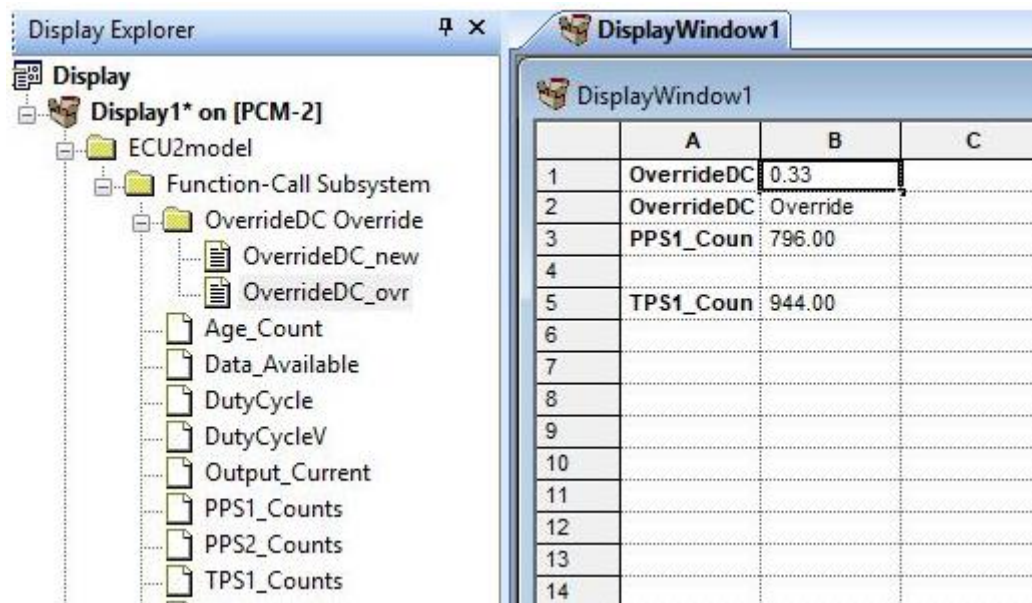 Display Explorer
Display
Display1* on [PCM-2]
ECU2model
Function-Call Subsystem
OverrideDC Override
OverrideDC_new
OverrideDC_ovr
Age_Count
Data_Available
DutyCycle
DutyCycleV
Output_Current
PPS1_Counts
PPS2_Counts
TPS1_Counts
DisplayWindow1
DisplayWindow1
A B C
1 OverrideDC 0.33
2 OverrideDC Override
3 PPS1_Coun 796.00
4
5 TPS1_Coun 944.00
6
7
8
9
10
11
12
13
14